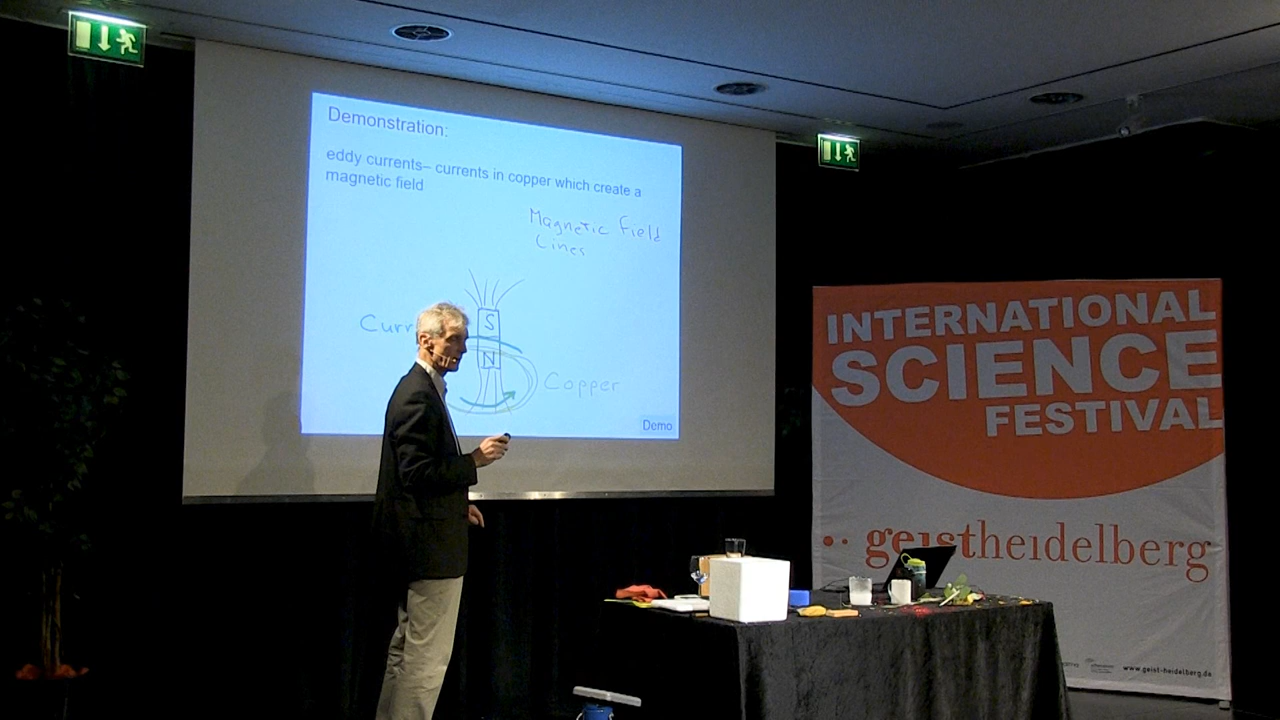 Demonstration:
eddy currents– currents in copper which create a
magnetic field
Magnetic Field
Lines
Curr
S
N
Copper
Demo
INTERNATIONAL
SCIENCE
FESTIVAL
geistheidelberg
www.geist-heidelberg.de